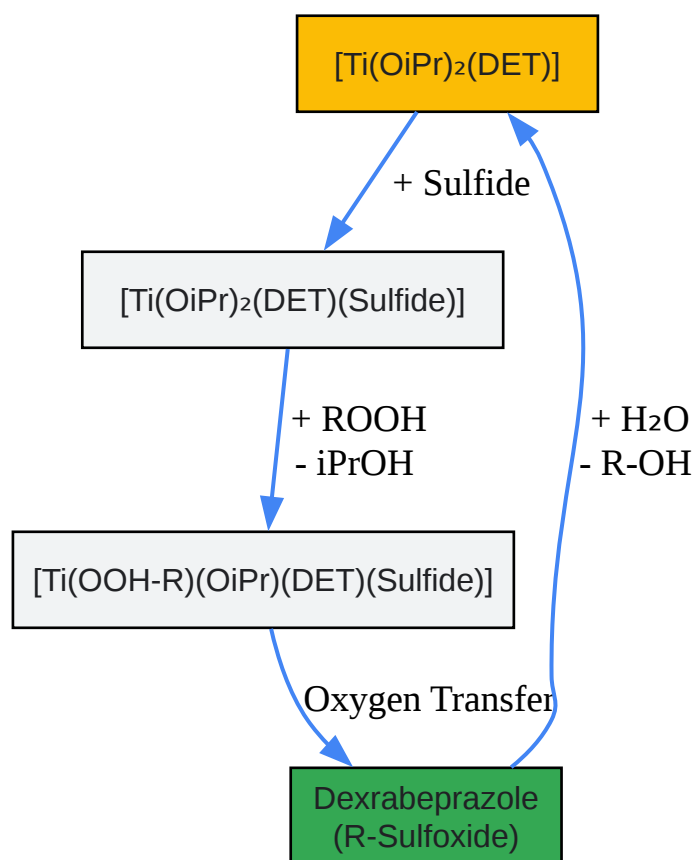 [Ti(OiPr)₂(DET)]
+ Sulfide
[Ti(OiPr)₂(DET)(Sulfide)]
+ ROOH
- iPrOH
+ H₂O
- R-OH
[Ti(OOH-R)(OiPr)(DET)(Sulfide)]
Oxygen Transfer
Dexrabeprazole
(R-Sulfoxide)